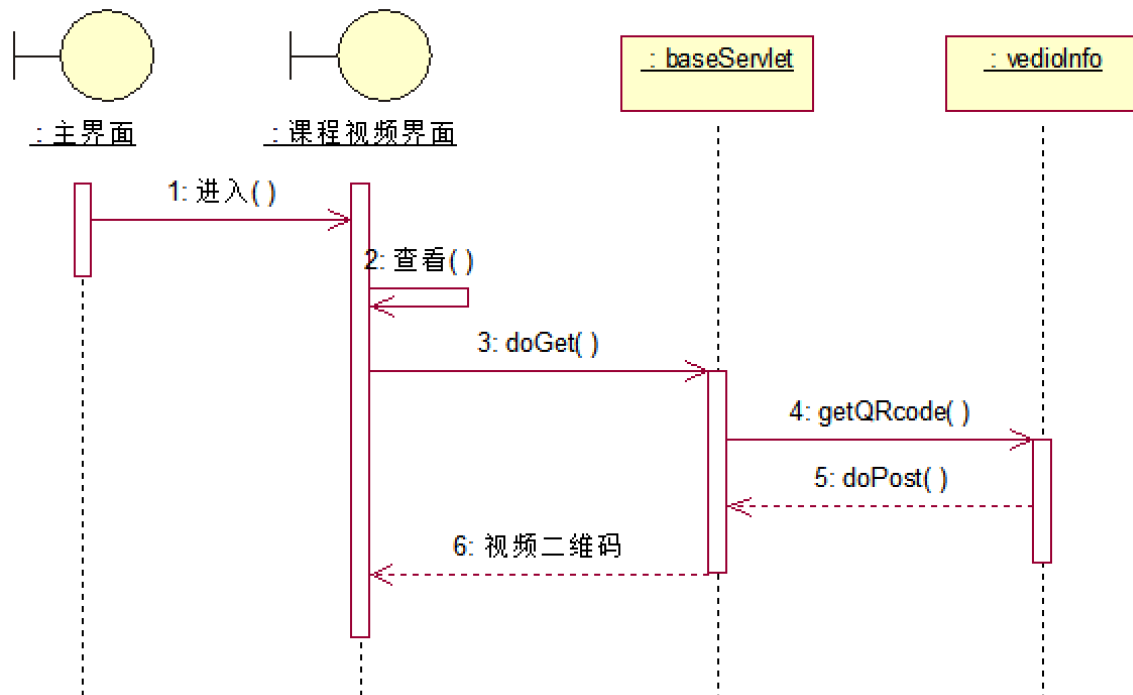 : 主界面
: 课程视频界面
: baseServlet
: vedioInfo
1: 进入( )
2: 查看( )
3: doGet( )
4: getQRcode( )
5: doPost( )
6: 视频二维码